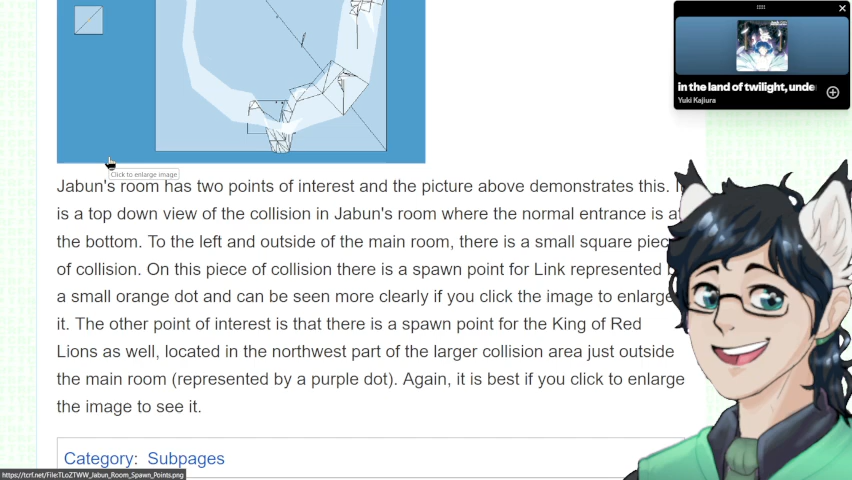 in the land of twilight, unde
Yuki Kajiura
Click to enlarge image
Jabun's room has two points of interest and the picture above demonstrates this. I
is a top down view of the collision in Jabun's room where the normal entrance is at
the bottom. To the left and outside of the main room, there is a small square piec
of collision. On this piece of collision there is a spawn point for Link represented
a small orange dot and can be seen more clearly if you click the image to enlarge
it. The other point of interest is that there is a spawn point for the King of Red
Lions as well, located in the northwest part of the larger collision area just outside
the main room (represented by a purple dot). Again, it is best if you click to enlarge
the image to see it.
Category: Subpages
https://tcrf.net/File:TLoZTWW_Jabun_Room_Spawn_Points.png